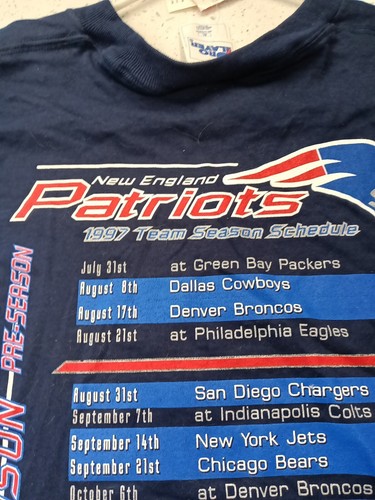 PRO
PLAYER
New England
Patriots
1997 Team Season Schedule
PRE-SEASON
July 31st at Green Bay Packers
August 8th Dallas Cowboys
August 17th Denver Broncos
August 21st at Philadelphia Eagles
August 31st San Diego Chargers
September 7th at Indianapolis Colts
September 14th New York Jets
September 21st Chicago Bears
October 6th at Denver Broncos